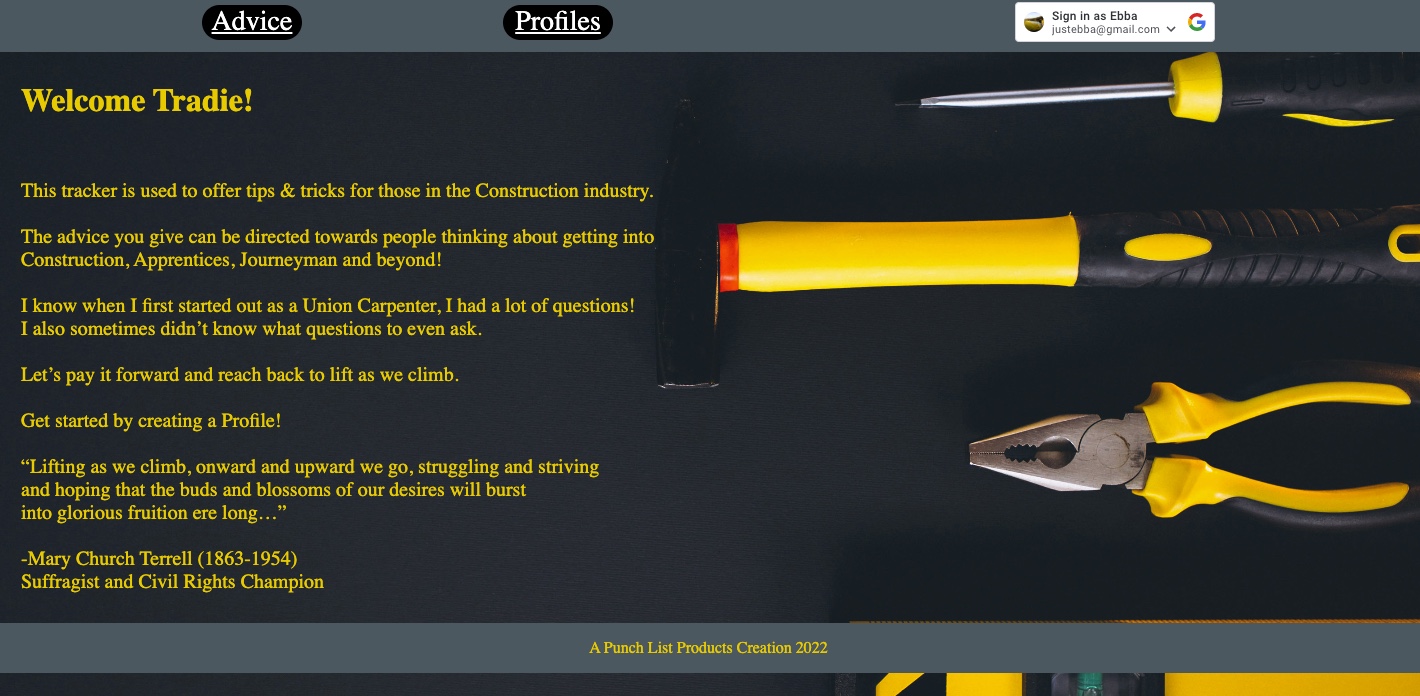 Advice
Profiles
Sign in as Ebba
justebba@gmail.com
Welcome Tradie!
This tracker is used to offer tips & tricks for those in the Construction industry.
The advice you give can be directed towards people thinking about getting into
Construction, Apprentices, Journeyman and beyond!
I know when I first started out as a Union Carpenter, I had a lot of questions!
I also sometimes didn’t know what questions to even ask.
Let’s pay it forward and reach back to lift as we climb.
Get started by creating a Profile!
“Lifting as we climb, onward and upward we go, struggling and striving
and hoping that the buds and blossoms of our desires will burst
into glorious fruition ere long…”
-Mary Church Terrell (1863-1954)
Suffragist and Civil Rights Champion
A Punch List Products Creation 2022